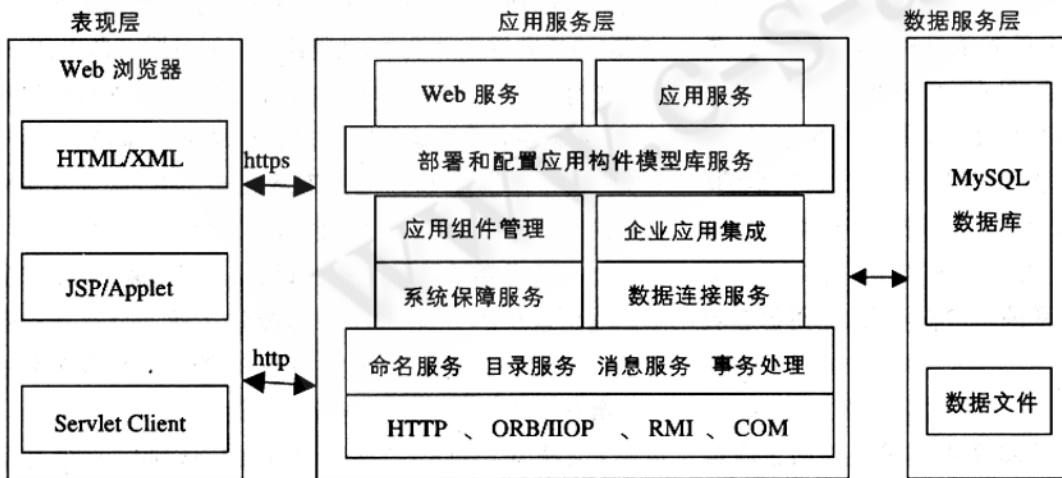 表现层
Web 浏览器
HTML/XML
JSP/Applet
Servlet Client
https
http
应用服务层
Web 服务
应用服务
部署和配置应用构件模型库服务
应用组件管理
企业应用集成
系统保障服务
数据连接服务
命名服务 目录服务 消息服务 事务处理
HTTP 、 ORB/IIOP 、 RMI 、 COM
数据服务层
MySQL
数据库
数据文件